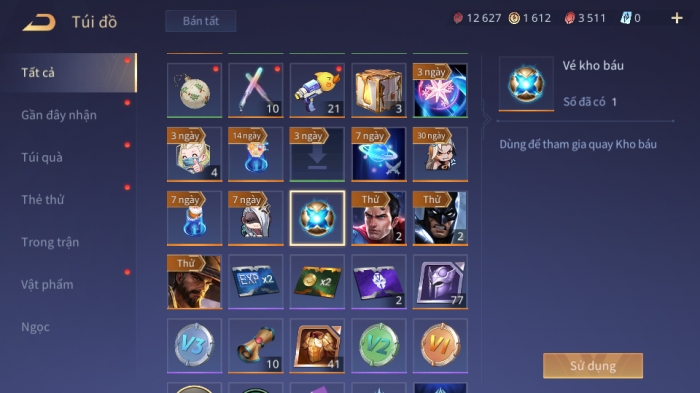 Túi đồ
Bán tất
12 627
1 612
3 511
0
+
Tất cả
Gần đây nhận
Túi quà
Thẻ thử
Trong trận
Vật phẩm
Ngọc
10
21
3
3 ngày
3 ngày
4
14 ngày
3 ngày
7 ngày
30 ngày
7 ngày
7 ngày
Thử
2
Thử
2
Thử
EXP x2
x2
2
77
V3
10
41
V2
V1
Vé kho báu
Số đã có 1
Dùng để tham gia quay Kho báu
Sử dụng